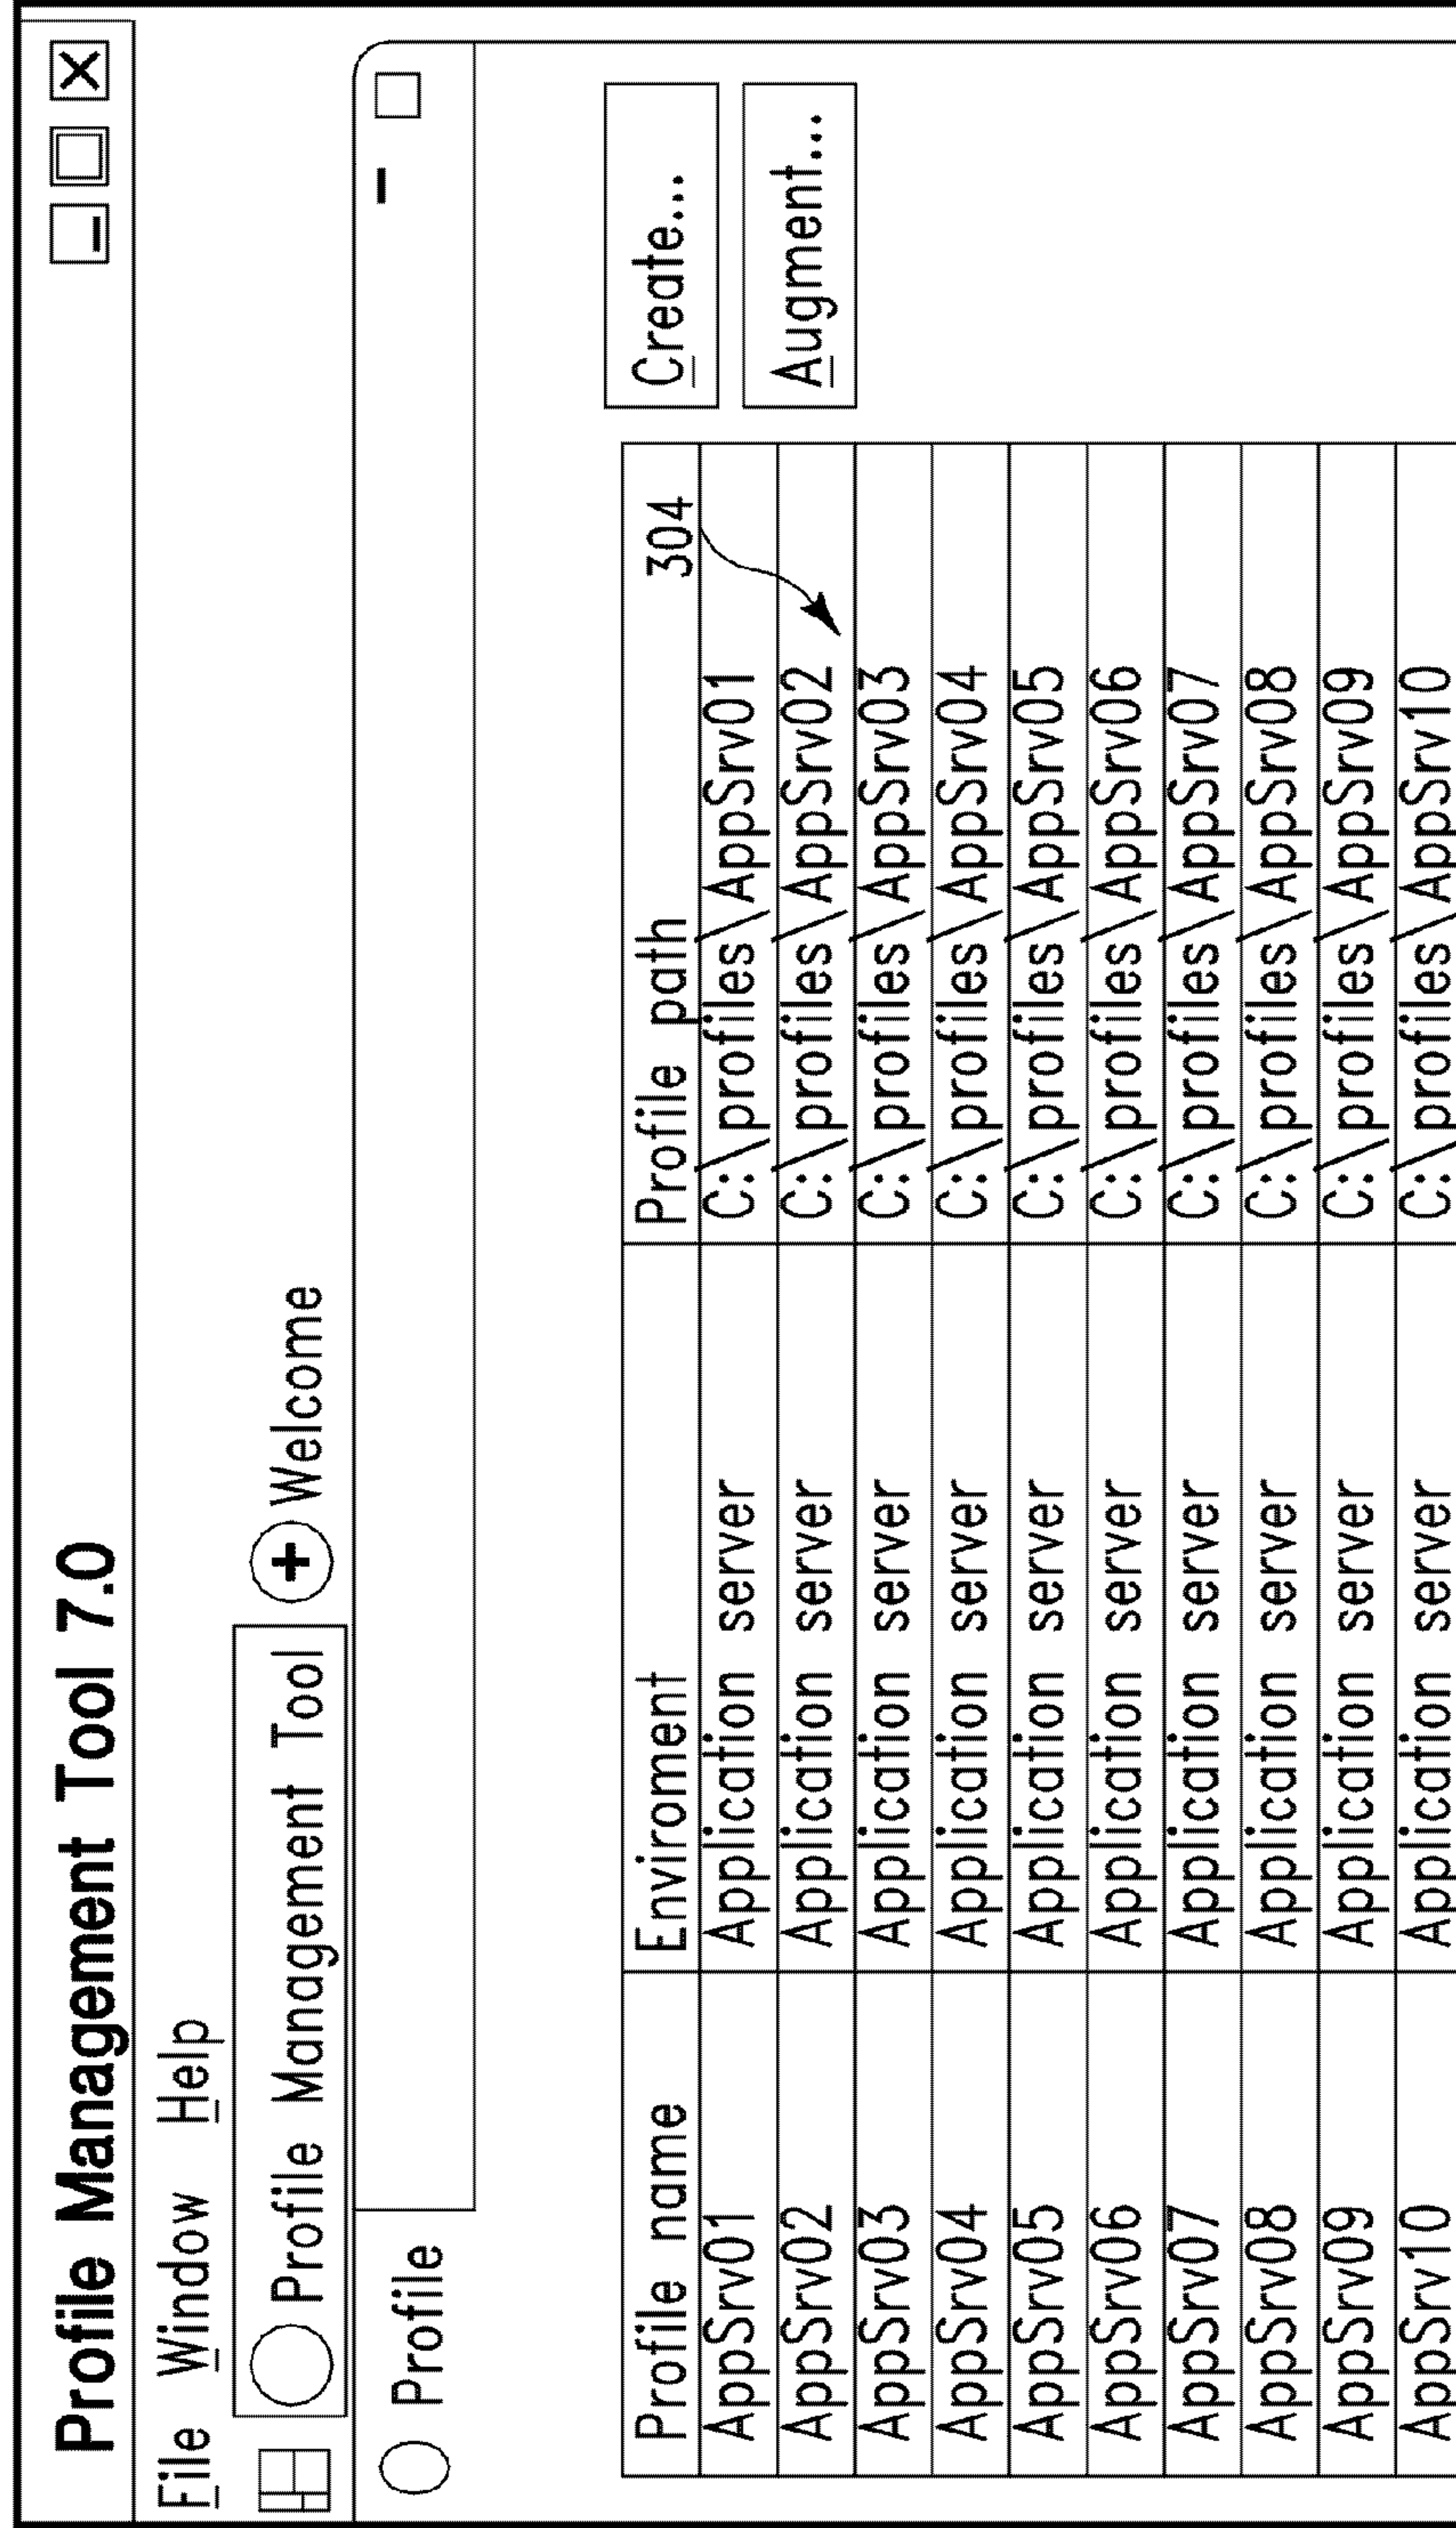 Profile Management Tool 7.0
File Window Help
Profile Management Tool Welcome
Profile
Profile name Enviroment Profile path 304
AppSrv01 Application server C:\profiles\AppSrv01
AppSrv02 Application server C:\profiles\AppSrv02
AppSrv03 Application server C:\profiles\AppSrv03
AppSrv04 Application server C:\profiles\AppSrv04
AppSrv05 Application server C:\profiles\AppSrv05
AppSrv06 Application server C:\profiles\AppSrv06
AppSrv07 Application server C:\profiles\AppSrv07
AppSrv08 Application server C:\profiles\AppSrv08
AppSrv09 Application server C:\profiles\AppSrv09
AppSrv10 Application server C:\profiles\AppSrv10
Create...
Augment...